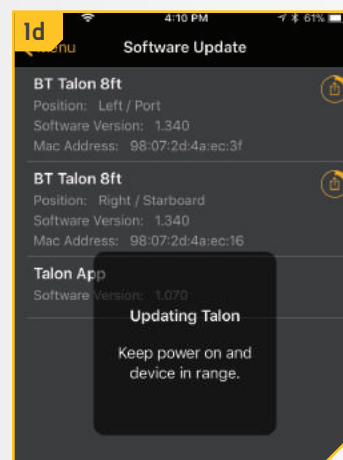 1d
4:10 PM
61%
Menu
Software Update
BT Talon 8ft
Position: Left / Port
Software Version: 1.340
Mac Address: 98:07:2d:4a:ec:3f
BT Talon 8ft
Position: Right / Starboard
Software Version: 1.340
Mac Address: 98:07:2d:4a:ec:16
Talon App
Software Version: 1.070
Updating Talon
Keep power on and
device in range.